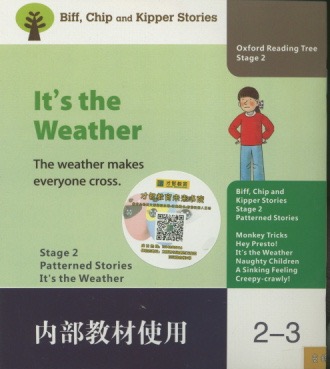 Biff, Chip and Kipper Stories
Oxford Reading Tree
Stage 2
It's the
Weather
The weather makes
everyone cross.
Biff, Chip and
Kipper Stories
Stage 2
Patterned Stories
Monkey Tricks
Hey Presto!
It's the Weather
Naughty Children
A Sinking Feeling
Creepy-crawly!
Stage 2
Patterned Stories
It's the Weather
内部教材使用
2-3